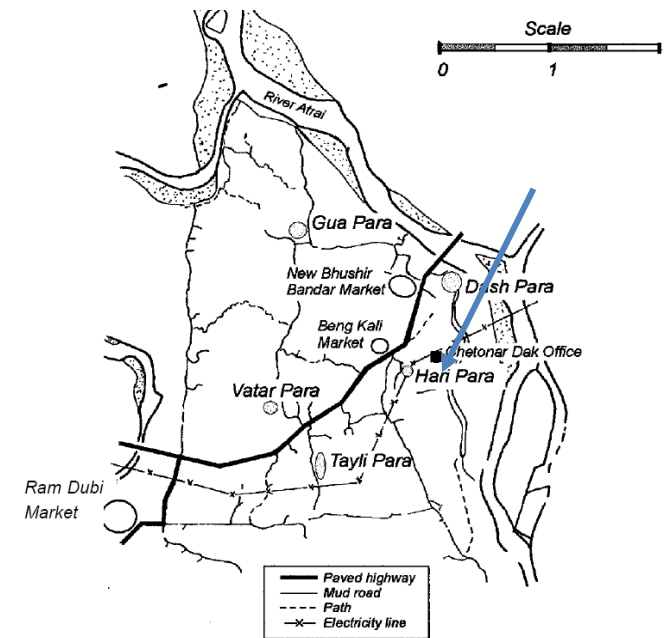 Scale
0 1
River Atrai
Gua Para
New Bhushir
Bandar Market
Dash Para
Beng Kali
Market
Chetonar Dak Office
Hari Para
Vatar Para
Tayli Para
Ram Dubi
Market
Paved highway
Mud road
Path
Electricity line